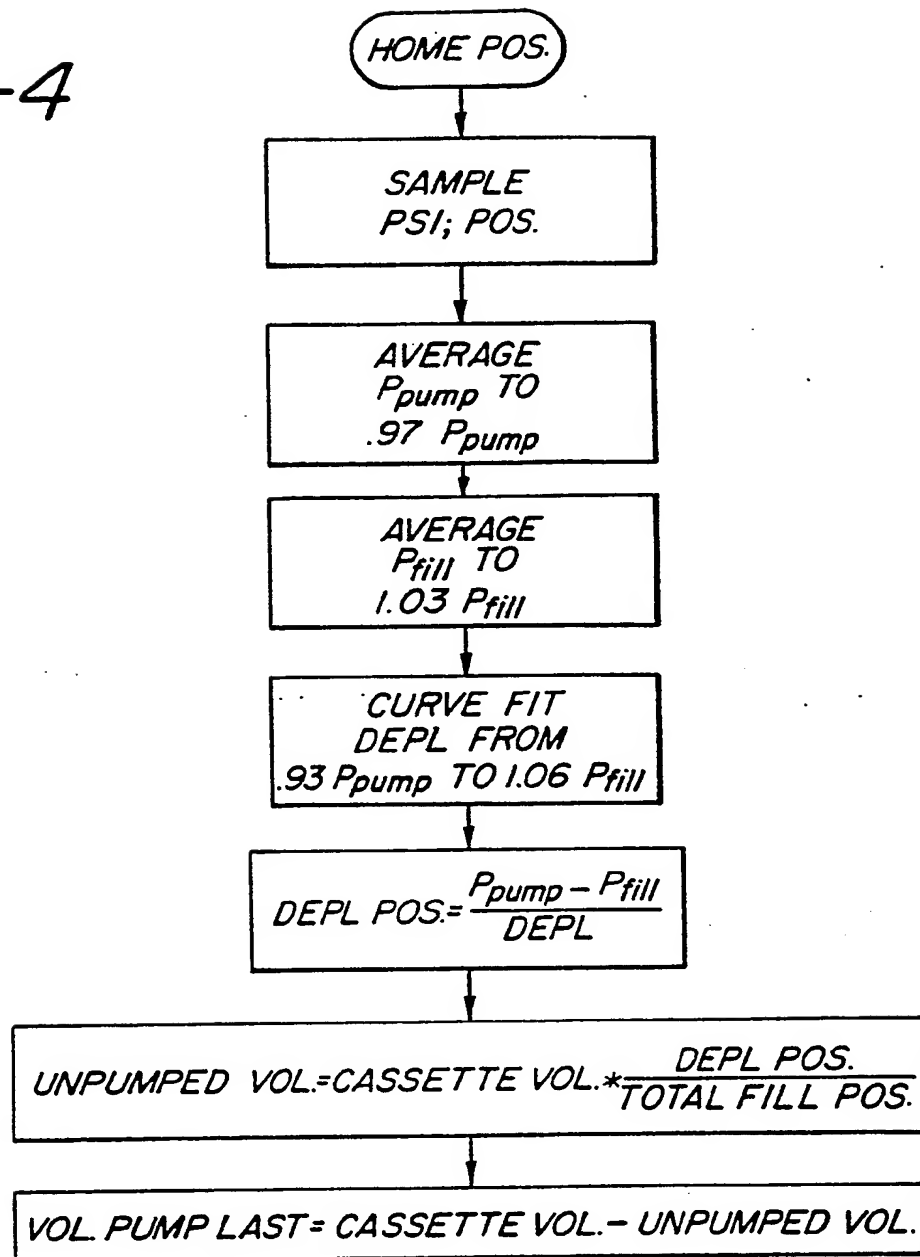 -4
HOME POS.
SAMPLE
PSI; POS.
AVERAGE
Ppump TO
.97 Ppump
AVERAGE
Pfill TO
1.03 Pfill
CURVE FIT
DEPL FROM
.93 Ppump TO 1.06 Pfill
DEPL POS.= Ppump - Pfill
DEPL
UNPUMPED VOL.=CASSETTE VOL.* DEPL POS.
TOTAL FILL POS.
VOL. PUMP LAST= CASSETTE VOL.- UNPUMPED VOL.